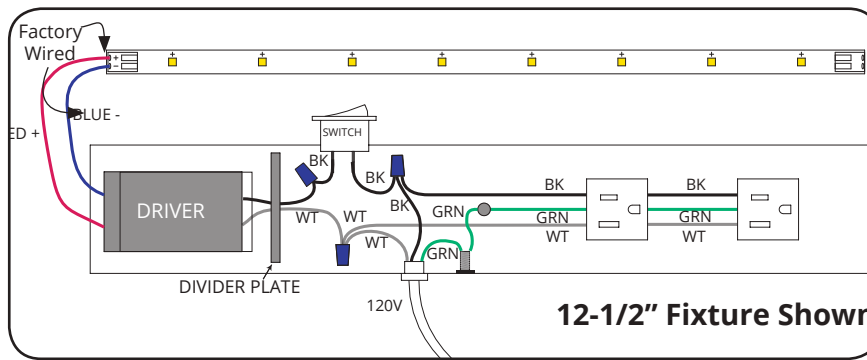 Factory
Wired
+
−
+ + + + + + + +
BLUE -
ED +
SWITCH
BK
BK
BK
BK
BK
DRIVER
WT
WT
WT
GRN
GRN
GRN
GRN
WT
WT
DIVIDER PLATE
120V
12-1/2” Fixture Shown